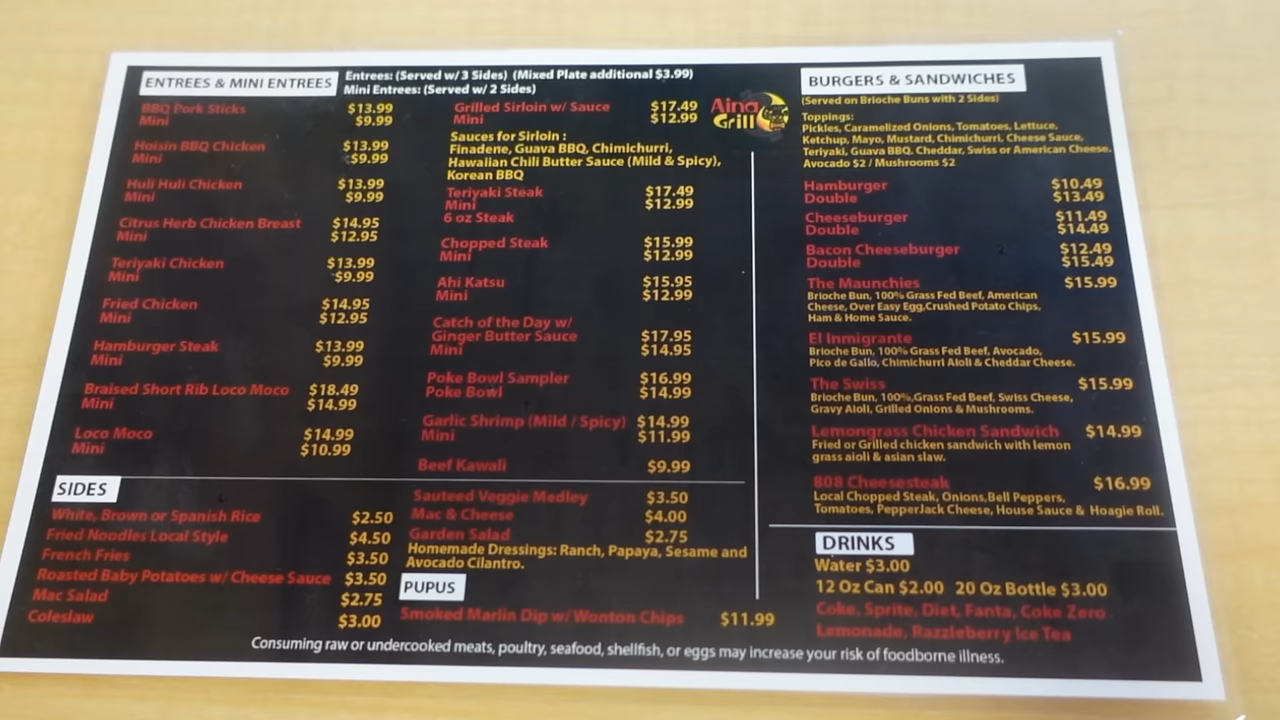 ENTREES & MINI ENTREES
Entrees: (Served w/ 3 Sides) (Mixed Plate additional $3.99)
Mini Entrees: (Served w/ 2 Sides)
BBQ Pork Sticks $13.99
Mini $9.99
Hoisin BBQ Chicken $13.99
Mini $9.99
Huli Huli Chicken $13.99
Mini $9.99
Citrus Herb Chicken Breast $14.95
Mini $12.95
Teriyaki Chicken $13.99
Mini $9.99
Fried Chicken $14.95
Mini $12.95
Hamburger Steak $13.99
Mini $9.99
Braised Short Rib Loco Moco $18.49
Mini $14.99
Loco Moco $14.99
Mini $10.99
Grilled Sirloin w/ Sauce $17.49
Mini $12.99
Sauces for Sirloin :
Finadene, Guava BBQ, Chimichurri,
Hawaiian Chili Butter Sauce (Mild & Spicy),
Korean BBQ
Teriyaki Steak $17.49
Mini $12.99
6 oz Steak
Chopped Steak $15.99
Mini $12.99
Ahi Katsu $15.95
Mini $12.99
Catch of the Day w/
Ginger Butter Sauce $17.95
Mini $14.95
Poke Bowl Sampler $16.99
Poke Bowl $14.99
Garlic Shrimp (Mild / Spicy) $14.99
Mini $11.99
Beef Kawali $9.99
Aina
Grill
SIDES
White, Brown or Spanish Rice $2.50
Fried Noodles Local Style $4.50
French Fries $3.50
Roasted Baby Potatoes w/ Cheese Sauce $3.50
Mac Salad $2.75
Coleslaw $3.00
Sauteed Veggie Medley $3.50
Mac & Cheese $4.00
Garden Salad $2.75
Homemade Dressings: Ranch, Papaya, Sesame and
Avocado Cilantro.
PUPUS
Smoked Marlin Dip w/ Wonton Chips $11.99
BURGERS & SANDWICHES
(Served on Brioche Buns with 2 Sides)
Toppings:
Pickles, Caramelized Onions, Tomatoes, Lettuce,
Ketchup, Mayo, Mustard, Chimichurri, Cheese Sauce,
Teriyaki, Guava BBQ. Cheddar, Swiss or American Cheese.
Avocado $2 / Mushrooms $2
Hamburger $10.49
Double $13.49
Cheeseburger $11.49
Double $14.49
Bacon Cheeseburger $12.49
Double $15.49
The Maunchies $15.99
Brioche Bun, 100% Grass Fed Beef, American
Cheese, Over Easy Egg,Crushed Potato Chips,
Ham & Home Sauce.
El Inmigrante $15.99
Brioche Bun, 100% Grass Fed Beef, Avocado,
Pico de Gallo, Chimichurri Aioli & Cheddar Cheese.
The Swiss $15.99
Brioche Bun, 100%,Grass Fed Beef, Swiss Cheese,
Gravy Aioli, Grilled Onions & Mushrooms.
Lemongrass Chicken Sandwich $14.99
Fried or Grilled chicken sandwich with lemon
grass aioli & asian slaw.
808 Cheesesteak $16.99
Local Chopped Steak, Onions,Bell Peppers,
Tomatoes, PepperJack Cheese, House Sauce & Hoagie Roll.
DRINKS
Water $3.00
12 Oz Can $2.00 20 Oz Bottle $3.00
Coke, Sprite, Diet, Fanta, Coke Zero
Lemonade, Razzleberry Ice Tea
Consuming raw or undercooked meats, poultry, seafood, shellfish, or eggs may increase your risk of foodborne illness.